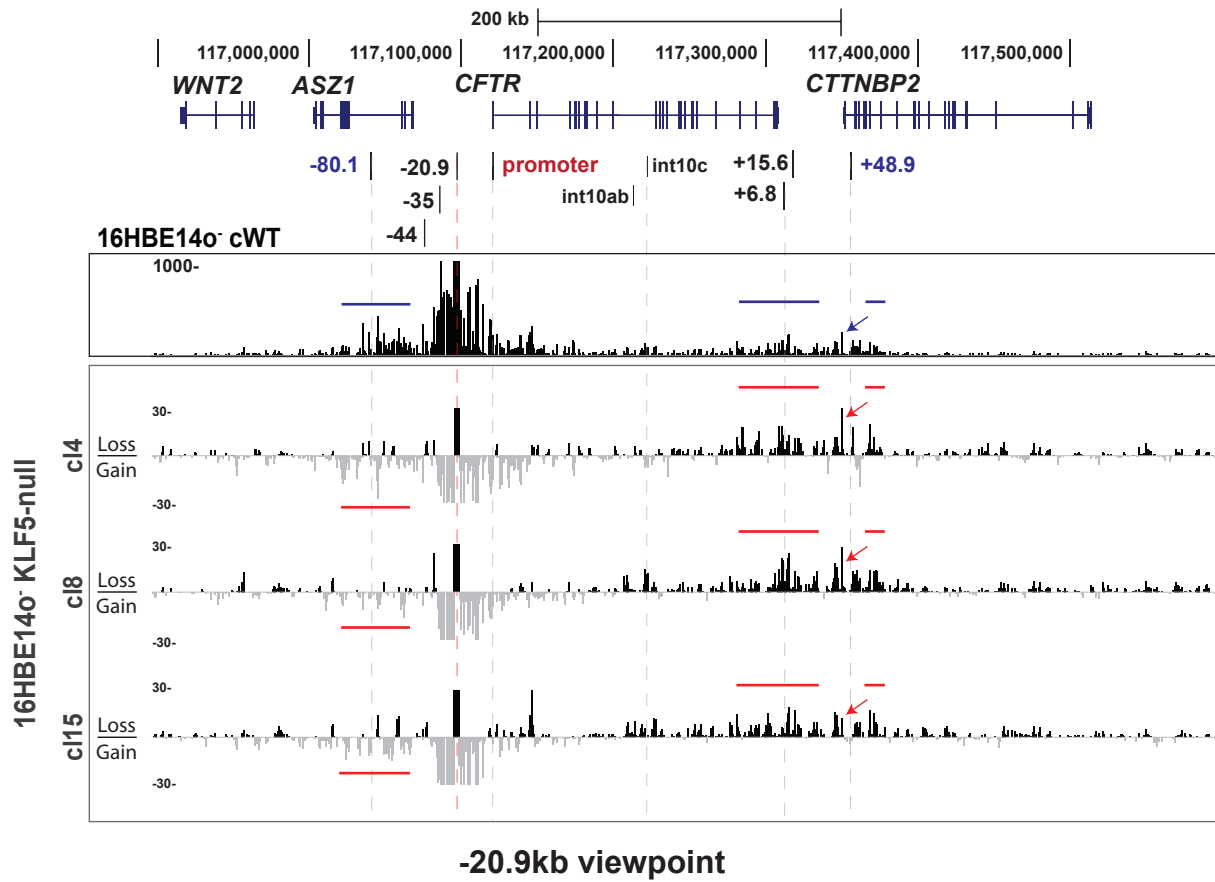 200 kb
117,000,000 117,100,000 117,200,000 117,300,000 117,400,000 117,500,000
WNT2 ASZ1 CFTR CTTNBP2
-80.1 -20.9 promoter int10c +15.6 +48.9
-35 int10ab +6.8
-44
16HBE14o- cWT
1000-
16HBE14o- KLF5-null
cl4
30-
Loss
Gain
-30-
cl8
30-
Loss
Gain
-30-
cl15
30-
Loss
Gain
-30-
-20.9kb viewpoint